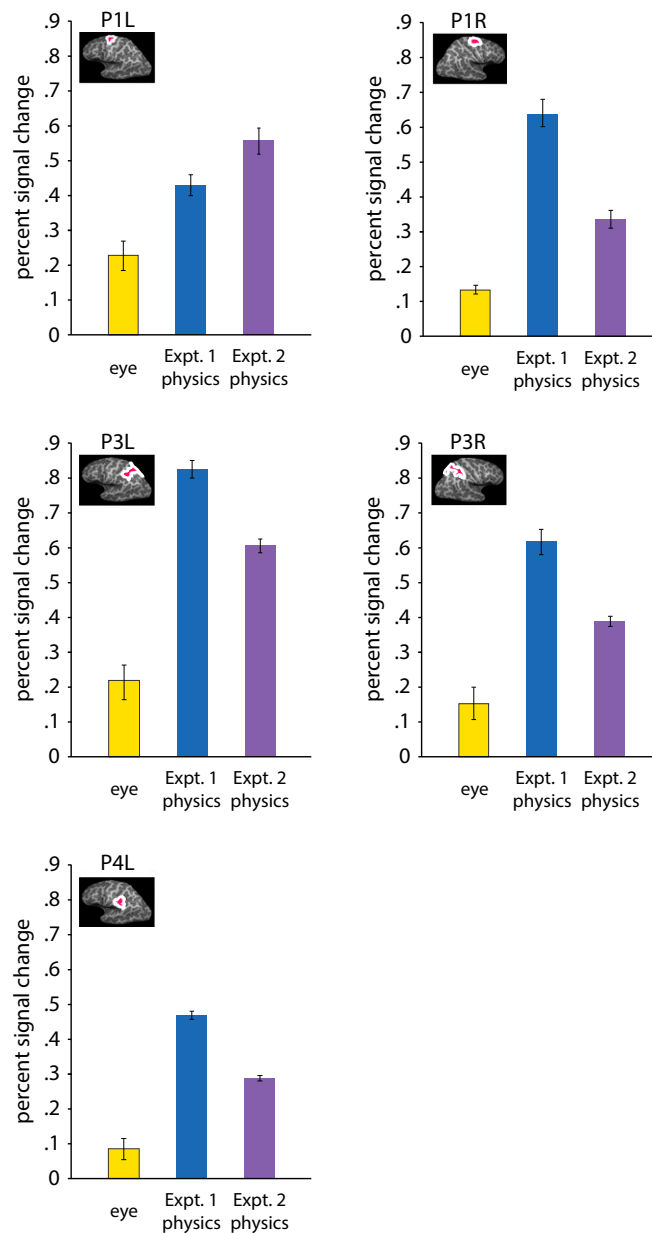 P1L
percent signal change
.9
.8
.7
.6
.5
.4
.3
.2
.1
0
eye
Expt. 1
physics
Expt. 2
physics
P1R
percent signal change
.9
.8
.7
.6
.5
.4
.3
.2
.1
0
eye
Expt. 1
physics
Expt. 2
physics
P3L
percent signal change
.9
.8
.7
.6
.5
.4
.3
.2
.1
0
eye
Expt. 1
physics
Expt. 2
physics
P3R
percent signal change
.9
.8
.7
.6
.5
.4
.3
.2
.1
0
eye
Expt. 1
physics
Expt. 2
physics
P4L
percent signal change
.9
.8
.7
.6
.5
.4
.3
.2
.1
0
eye
Expt. 1
physics
Expt. 2
physics